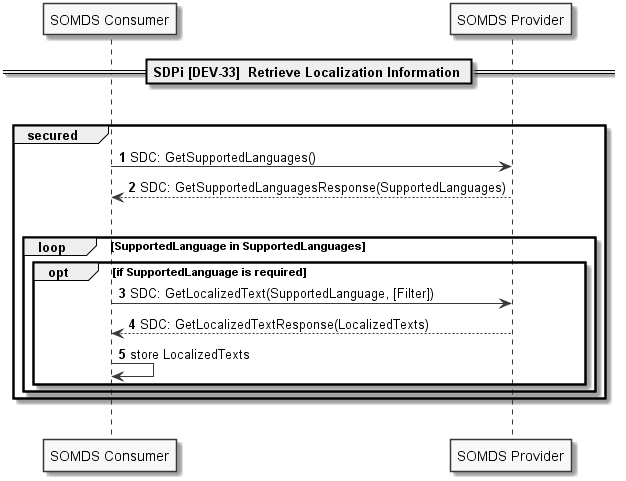 SOMDS Consumer
SOMDS Provider
SDPi [DEV-33]  Retrieve Localization Information
secured
1 SDC: GetSupportedLanguages()
2 SDC: GetSupportedLanguagesResponse(SupportedLanguages)
loop
[SupportedLanguage in SupportedLanguages]
opt
[if SupportedLanguage is required]
3 SDC: GetLocalizedText(SupportedLanguage, [Filter])
4 SDC: GetLocalizedTextResponse(LocalizedTexts)
5 store LocalizedTexts
SOMDS Consumer
SOMDS Provider